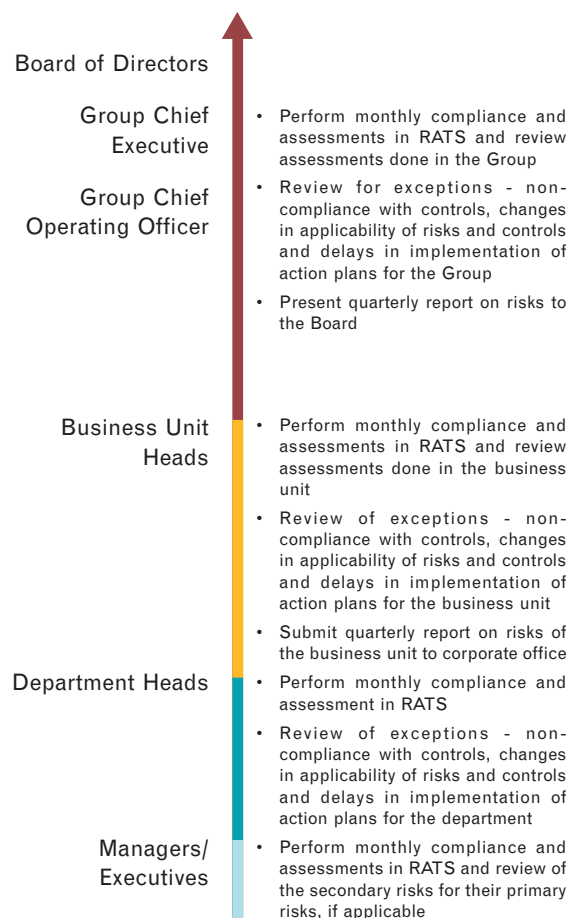 Board of Directors
Group Chief
Executive
• Perform monthly compliance and
assessments in RATS and review
assessments done in the Group
Group Chief
Operating Officer
• Review for exceptions - non-
compliance with controls, changes
in applicability of risks and controls
and delays in implementation of
action plans for the Group
• Present quarterly report on risks to
the Board
Business Unit
Heads
• Perform monthly compliance and
assessments in RATS and review
assessments done in the business
unit
• Review of exceptions - non-
compliance with controls, changes
in applicability of risks and controls
and delays in implementation of
action plans for the business unit
• Submit quarterly report on risks of
the business unit to corporate office
Department Heads
• Perform monthly compliance and
assessment in RATS
• Review of exceptions - non-
compliance with controls, changes
in applicability of risks and controls
and delays in implementation of
action plans for the department
Managers/
Executives
• Perform monthly compliance and
assessments in RATS and review of
the secondary risks for their primary
risks, if applicable